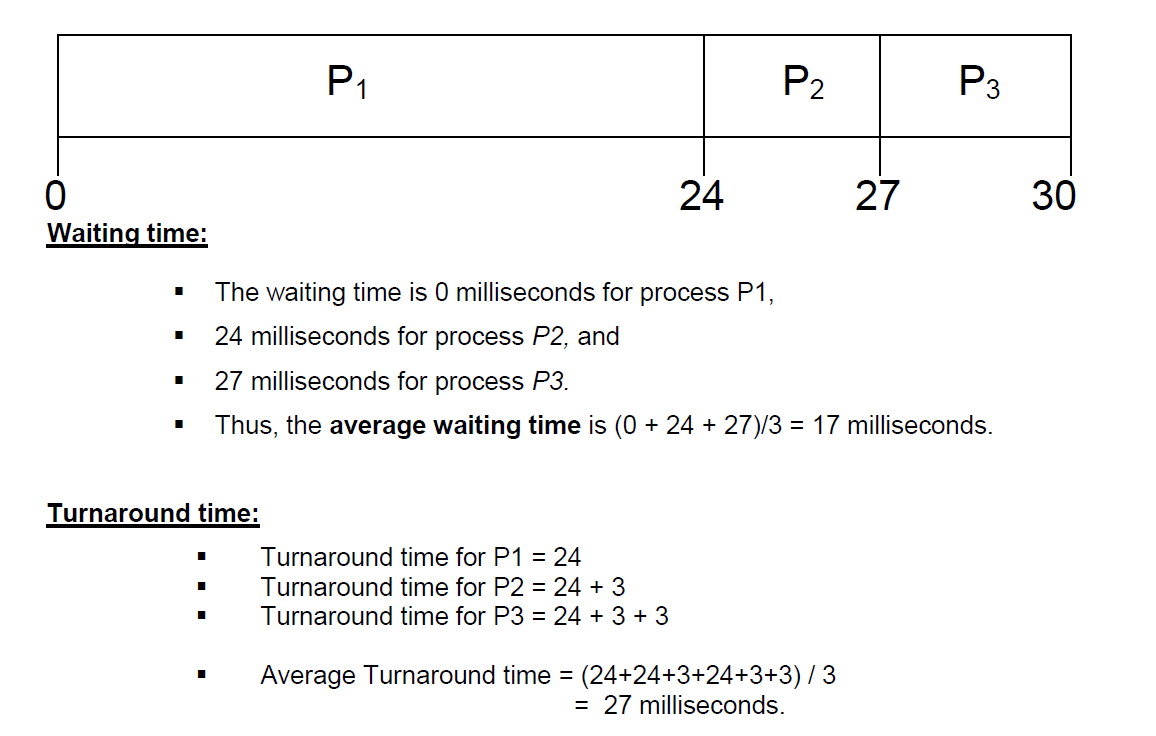 P1 P2 P3
0 24 27 30
Waiting time:
▪ The waiting time is 0 milliseconds for process P1,
▪ 24 milliseconds for process P2, and
▪ 27 milliseconds for process P3.
▪ Thus, the average waiting time is (0 + 24 + 27)/3 = 17 milliseconds.
Turnaround time:
▪ Turnaround time for P1 = 24
▪ Turnaround time for P2 = 24 + 3
▪ Turnaround time for P3 = 24 + 3 + 3
▪ Average Turnaround time = (24+24+3+24+3+3) / 3
= 27 milliseconds.